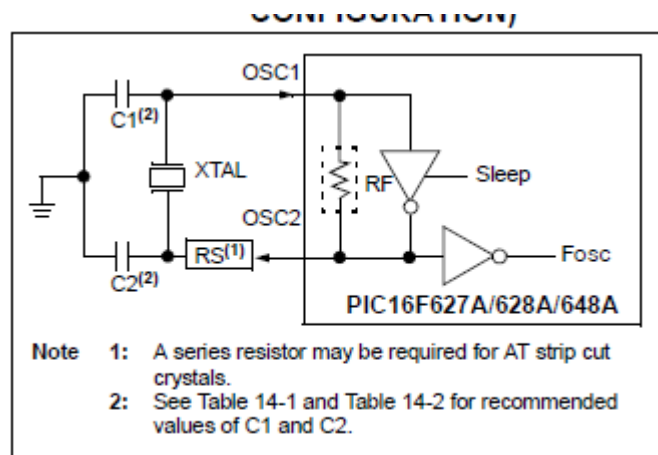 CONFIGURATION)
OSC1
C1(2)
XTAL
RF
Sleep
OSC2
C2(2)
RS(1)
Fosc
PIC16F627A/628A/648A
Note 1: A series resistor may be required for AT strip cut
crystals.
2: See Table 14-1 and Table 14-2 for recommended
values of C1 and C2.